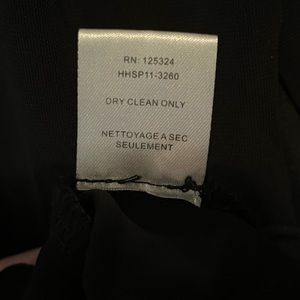 RN: 125324
HHSP11-3260
DRY CLEAN ONLY
NETTOYAGE A SEC
SEULEMENT